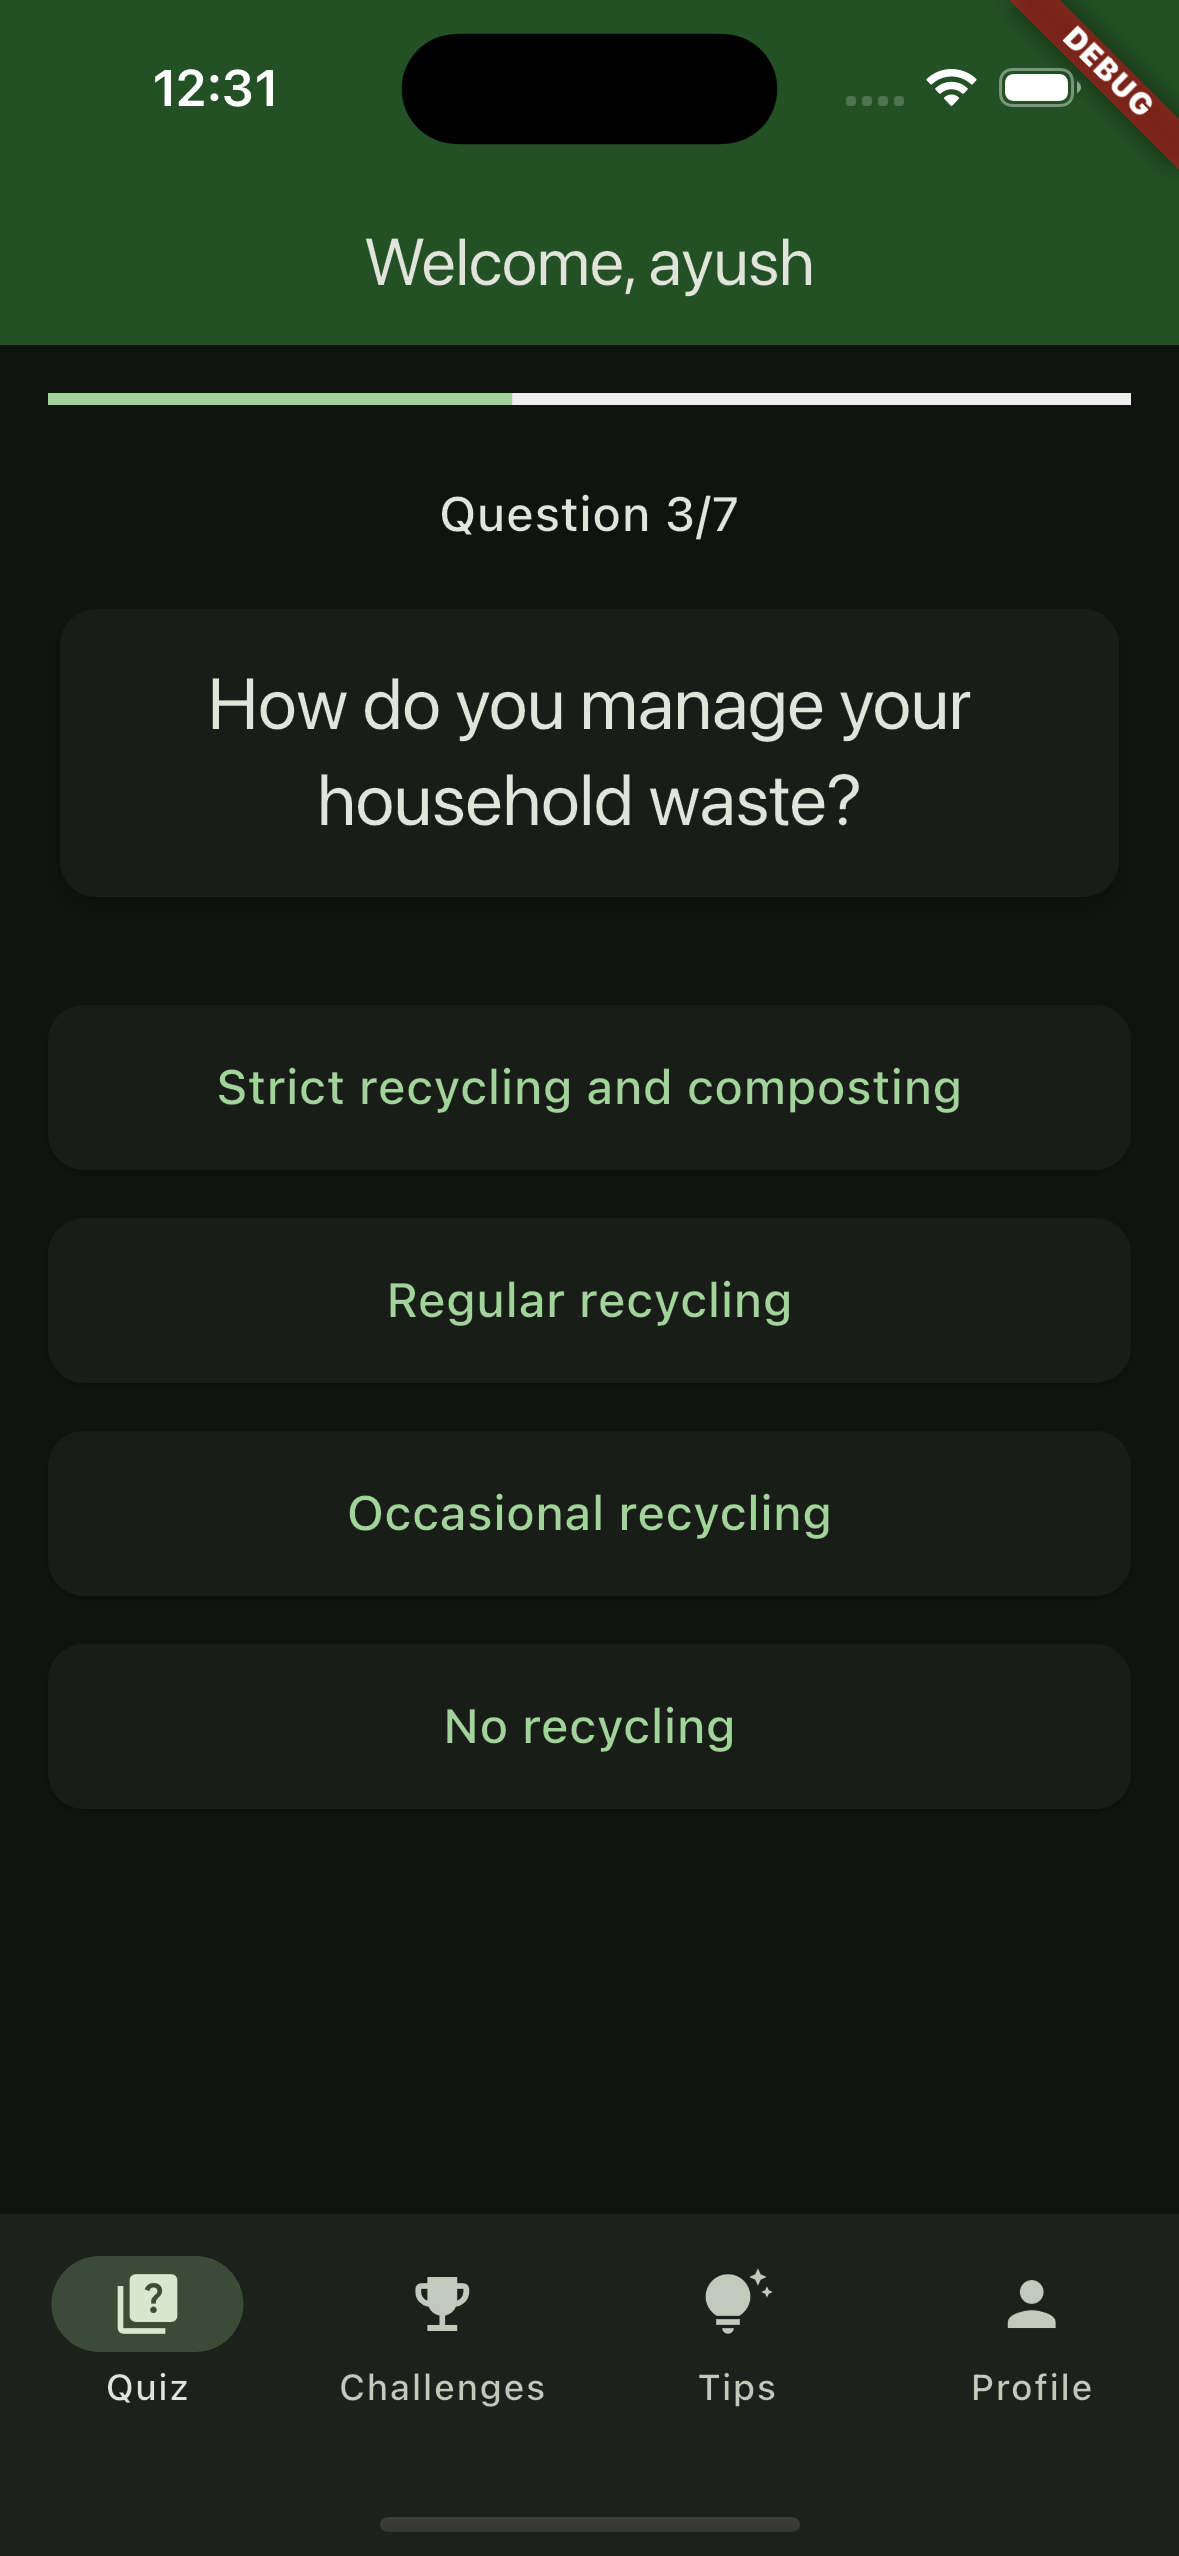 12:31
DEBUG
Welcome, ayush
Question 3/7
How do you manage your
household waste?
Strict recycling and composting
Regular recycling
Occasional recycling
No recycling
?
Quiz
Challenges
Tips
Profile